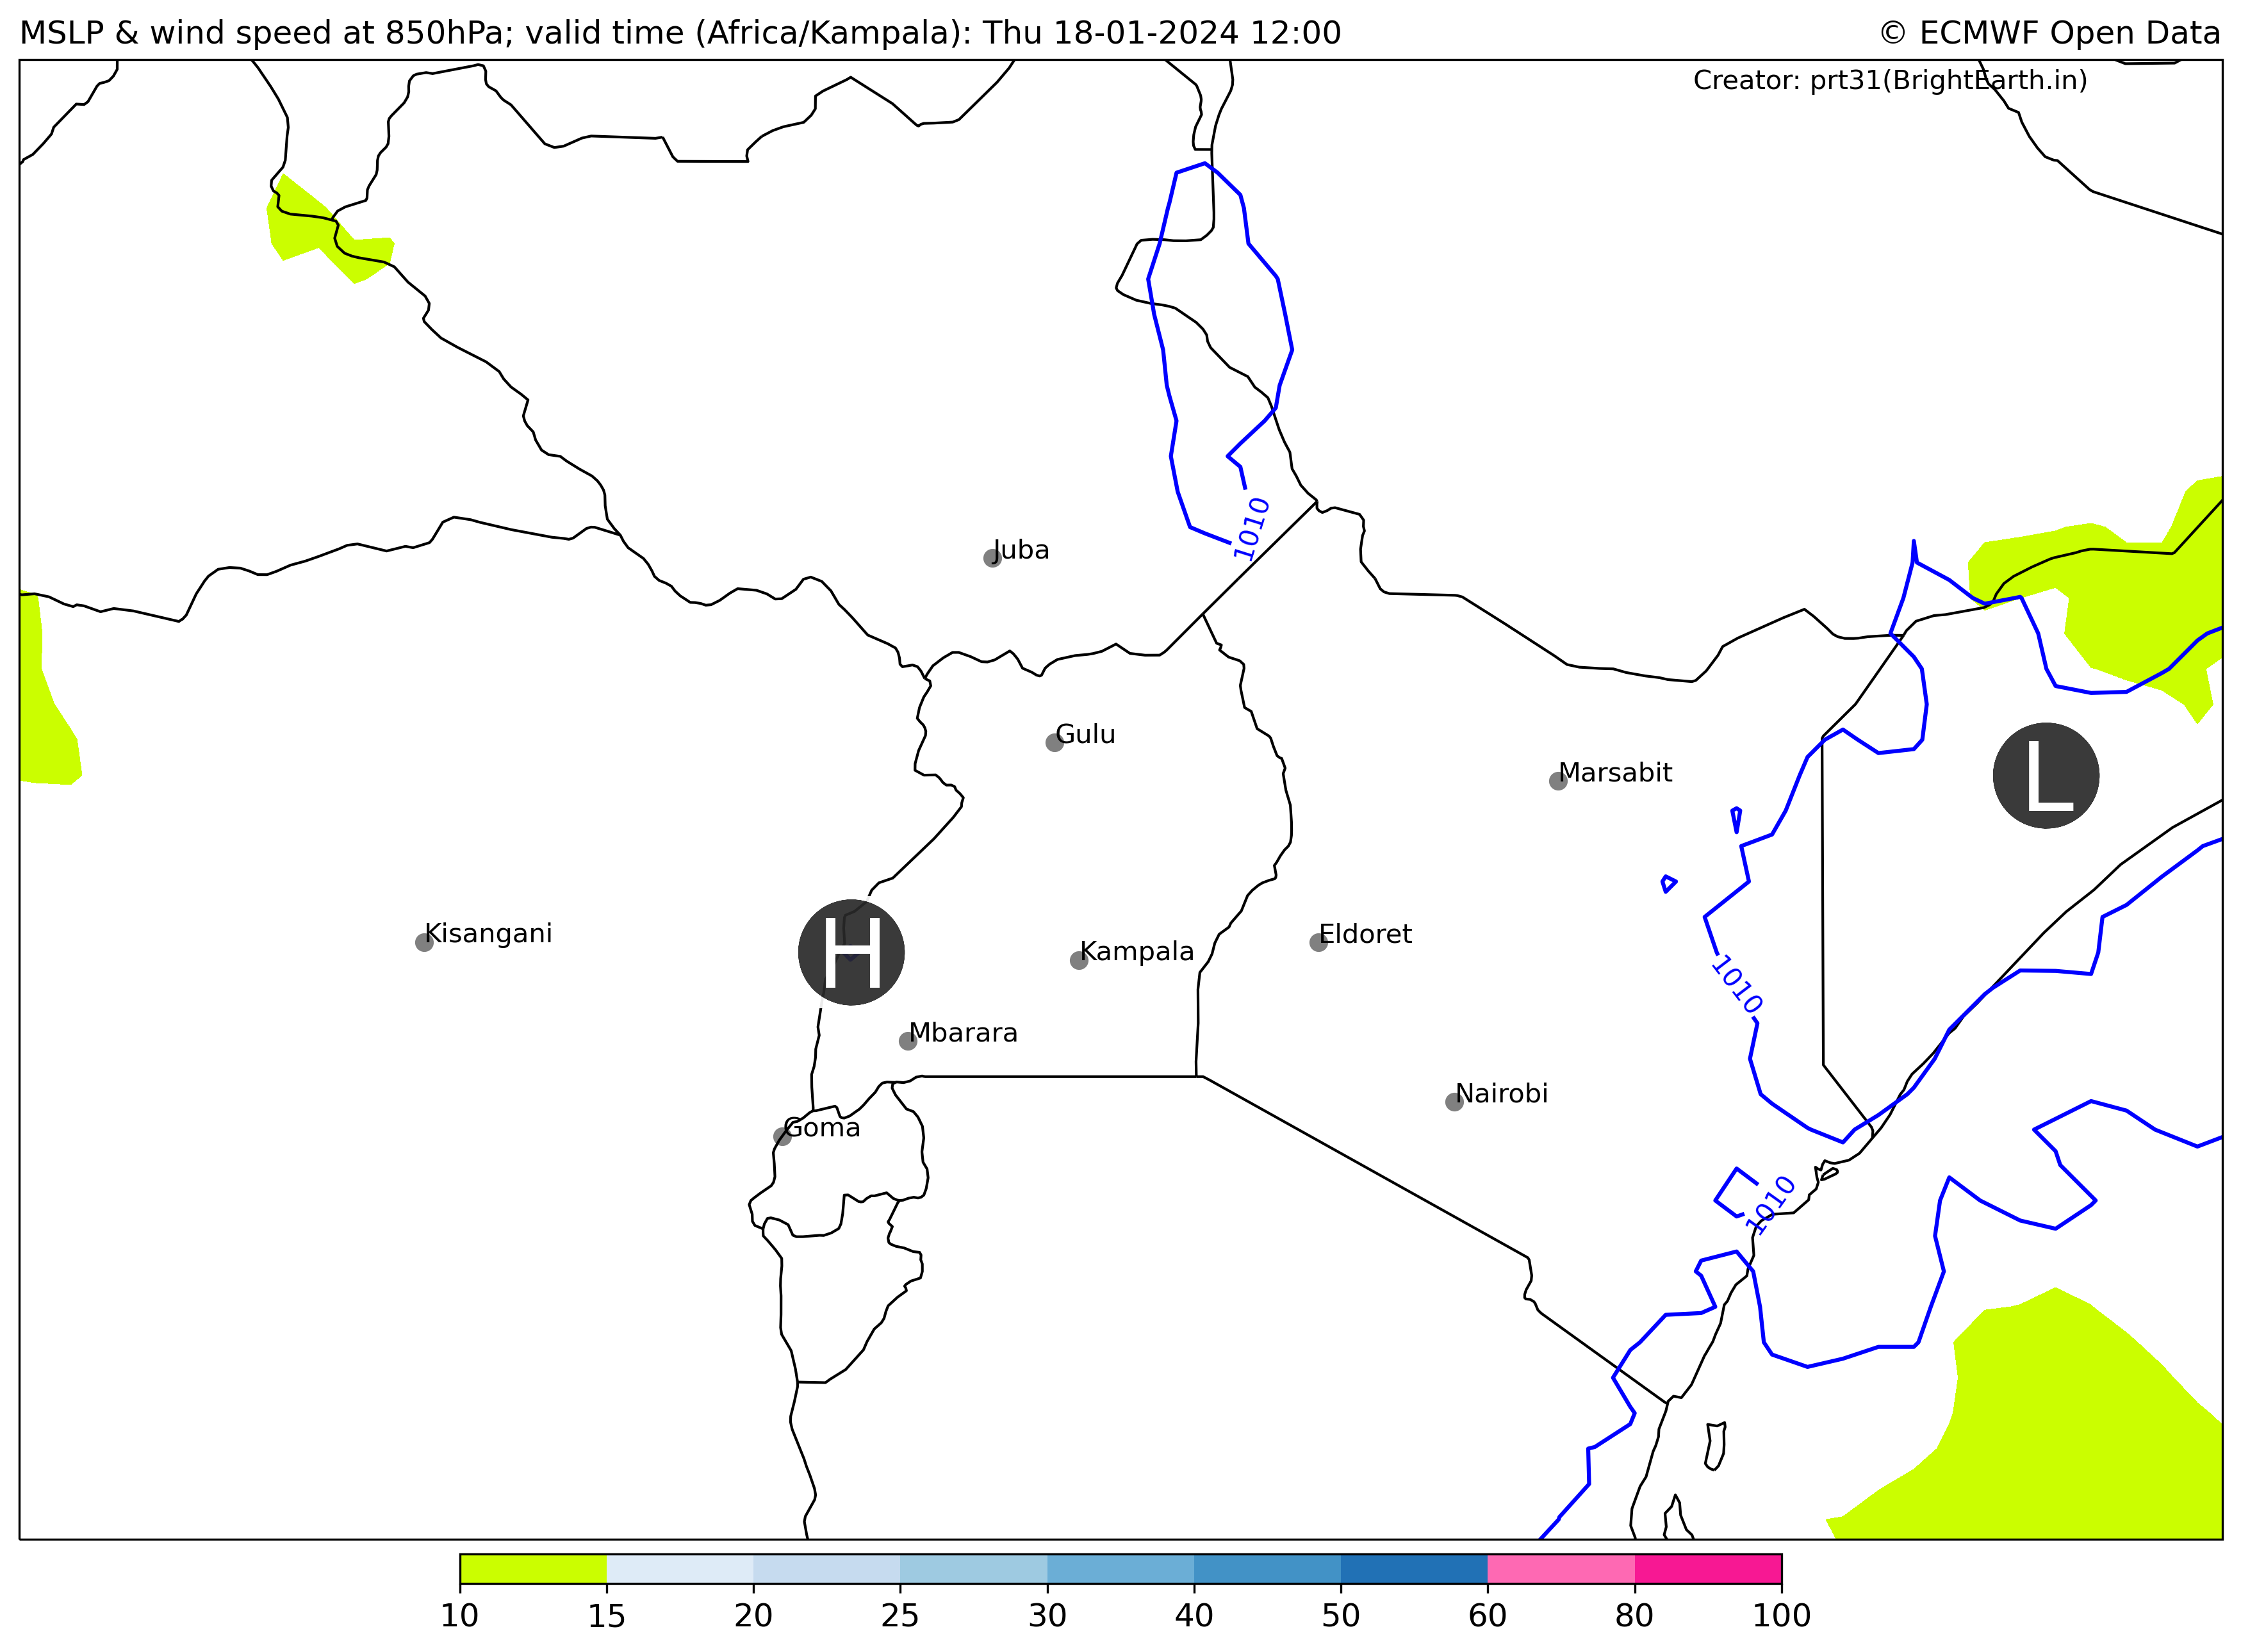 MSLP & wind speed at 850hPa; valid time (Africa/Kampala): Thu 18-01-2024 12:00
© ECMWF Open Data
Creator: prt31(BrightEarth.in)
1010
Juba
Gulu
Marsabit
L
Kisangani
H
Kampala
Eldoret
1010
Mbarara
Nairobi
Goma
1010
10 15 20 25 30 40 50 60 80 100